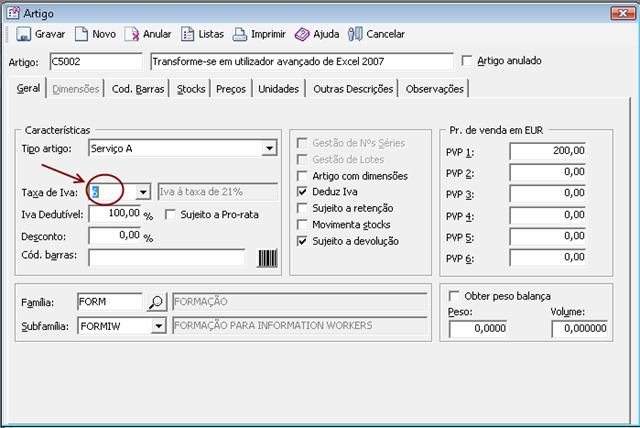 Artigo
Gravar Novo Anular Listas Imprimir Ajuda Cancelar
Artigo: C5002 Transforme-se em utilizador avançado de Excel 2007 Artigo anulado
Geral Dimensões Cod. Barras Stocks Preços Unidades Outras Descrições Observações
Características
Tipo artigo: Serviço A
Taxa de Iva: 6 Iva à taxa de 21%
Iva Dedutível: 100,00 % Sujeito a Pro-rata
Desconto: 0,00 %
Cód. barras:
Gestão de Nºs Séries
Gestão de Lotes
Artigo com dimensões
Deduz Iva
Sujeito a retenção
Movimenta stocks
Sujeito a devolução
Pr. de venda em EUR
PVP 1: 200,00
PVP 2: 0,00
PVP 3: 0,00
PVP 4: 0,00
PVP 5: 0,00
PVP 6: 0,00
Família: FORM FORMAÇÃO
Subfamília: FORMIW FORMAÇÃO PARA INFORMATION WORKERS
Obter peso balança
Peso: Volume:
0,0000 0,000000